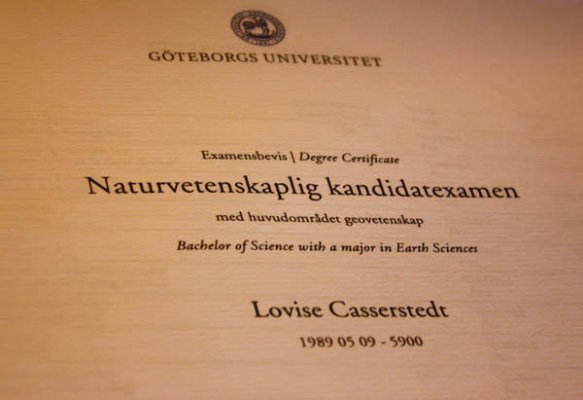 GÖTEBORGS UNIVERSITET
Examensbevis | Degree Certificate
Naturvetenskaplig kandidatexamen
med huvudområdet geovetenskap
Bachelor of Science with a major in Earth Sciences
Lovise Casserstedt
1989 05 09 - 5900